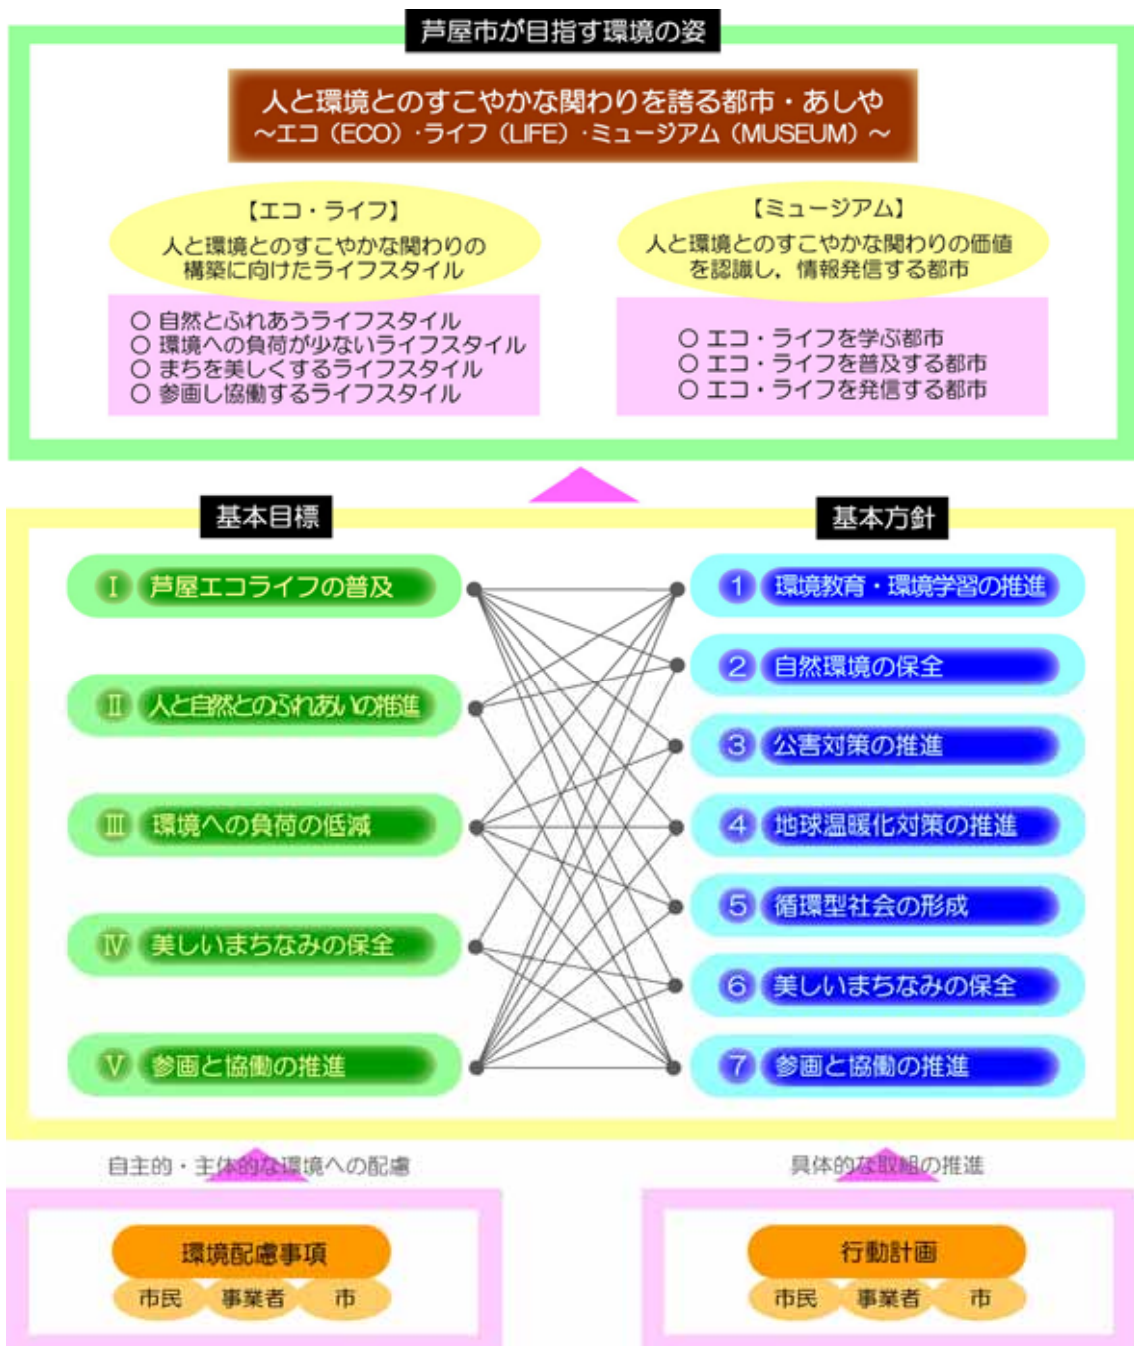 芦屋市が目指す環境の姿
人と環境とのすこやかな関わりを誇る都市・あしや
～エコ（ECO）・ライフ（LIFE）・ミュージアム（MUSEUM）～
【エコ・ライフ】
人と環境とのすこやかな関わりの
構築に向けたライフスタイル
○ 自然とふれあうライフスタイル
○ 環境への負荷が少ないライフスタイル
○ まちを美しくするライフスタイル
○ 参画し協働するライフスタイル
【ミュージアム】
人と環境とのすこやかな関わりの価値
を認識し，情報発信する都市
○ エコ・ライフを学ぶ都市
○ エコ・ライフを普及する都市
○ エコ・ライフを発信する都市
基本目標
Ⅰ 芦屋エコライフの普及
Ⅱ 人と自然とのふれあいの推進
Ⅲ 環境への負荷の低減
Ⅳ 美しいまちなみの保全
Ⅴ 参画と協働の推進
基本方針
1 環境教育・環境学習の推進
2 自然環境の保全
3 公害対策の推進
4 地球温暖化対策の推進
5 循環型社会の形成
6 美しいまちなみの保全
7 参画と協働の推進
自主的・主体的な環境への配慮
環境配慮事項
市民 事業者 市
具体的な取組の推進
行動計画
市民 事業者 市